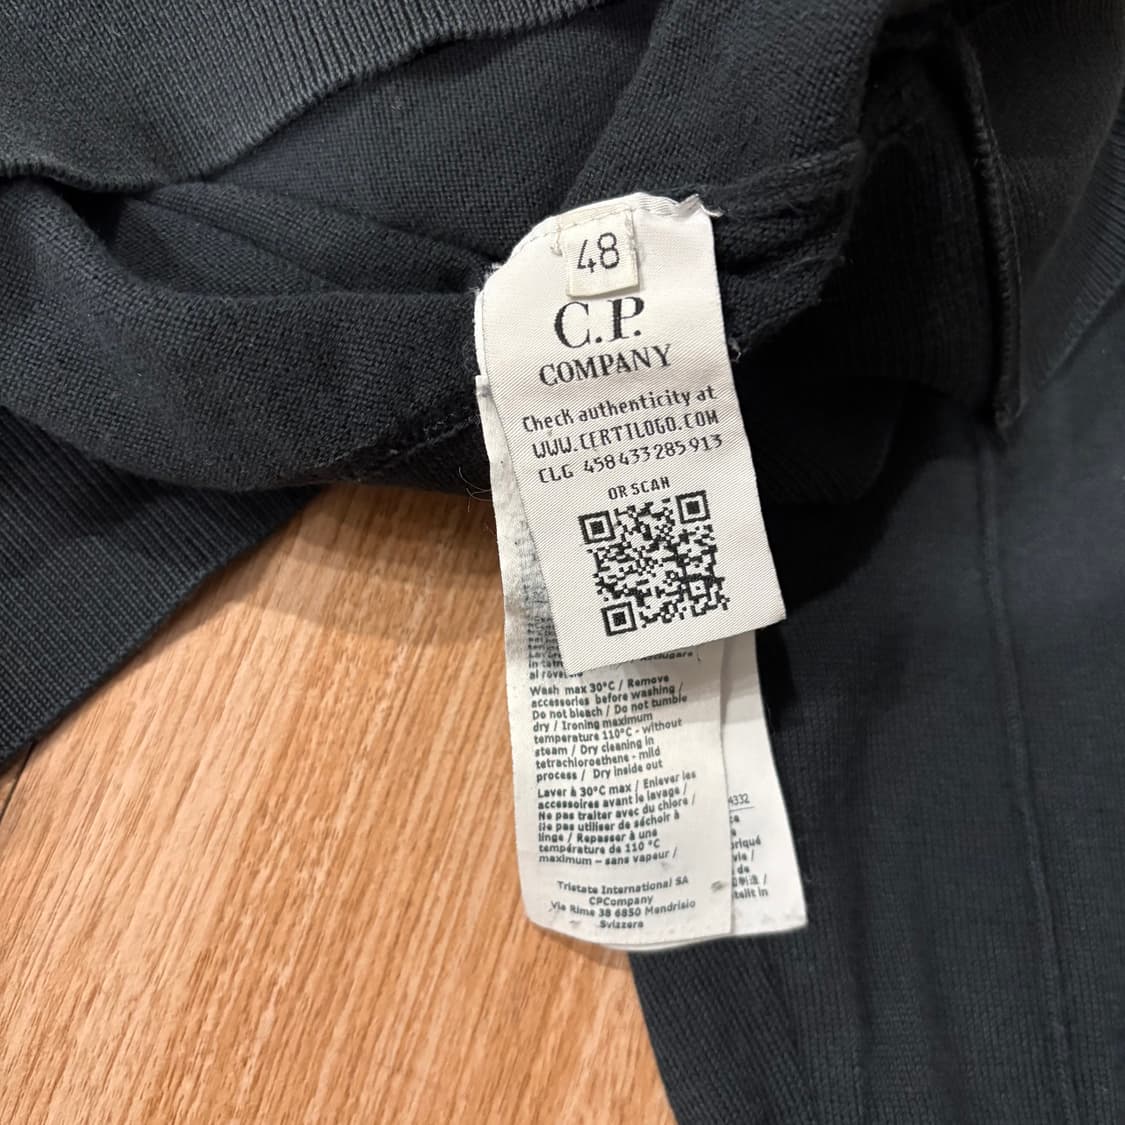 48
C.P.
COMPANY
Check authenticity at
WWW.CERTILOGO.COM
CLG 458433285913
OR SCAN
Wash max 30°C / Remove
accessories before washing /
Do not bleach / Do not tumble
dry / Ironing maximum
temperature 110°C - without
steam / Dry cleaning in
tetrachloroethene - mild
process / Dry inside out
Laver à 30°C max / Enlever les
accessoires avant le lavage /
Ne pas traiter avec du chlore /
Ne pas utiliser de séchoir à
linge / Repasser à une
température de 110 °C
maximum - sans vapeur /
Tristate International SA
CPCompany
Via Rime 38 6850 Mendrisio
Svizzera
4332
de